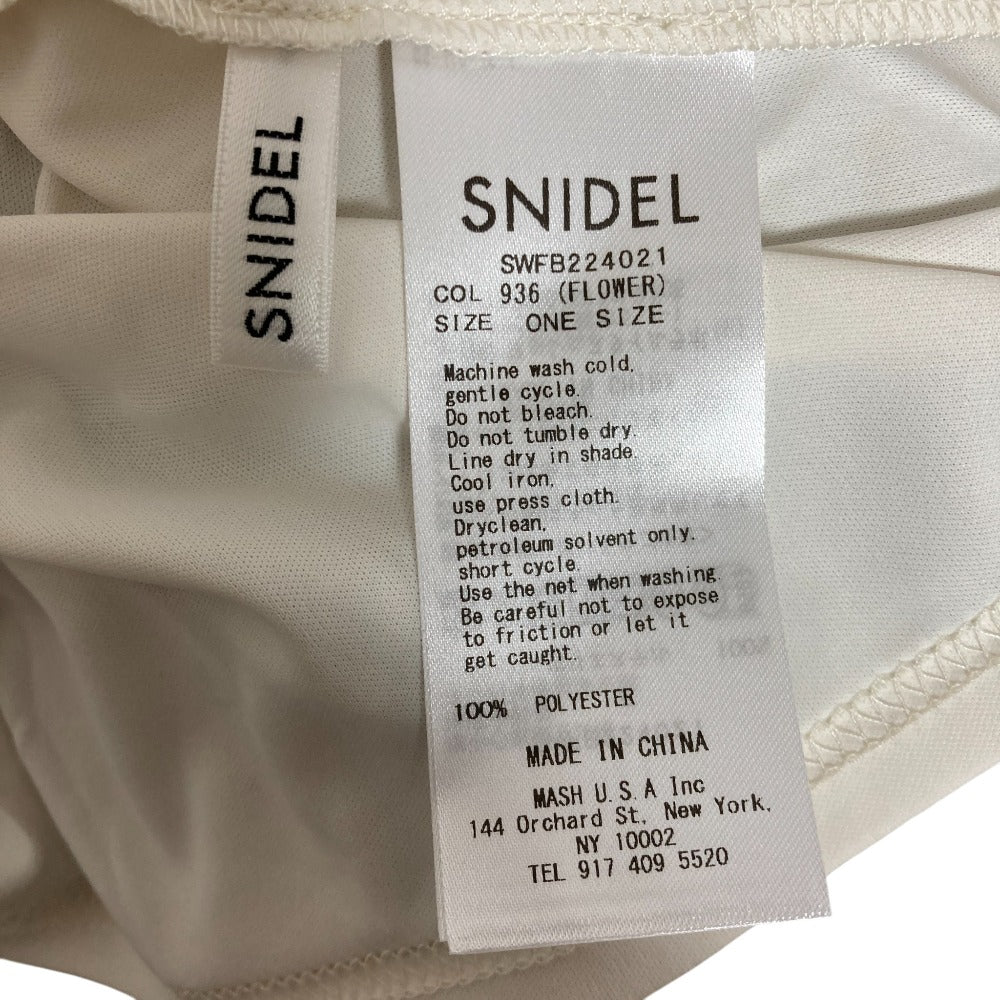 SNIDEL
SNIDEL
SWFB224021
COL 936 (FLOWER)
SIZE ONE SIZE
Machine wash cold,
gentle cycle.
Do not bleach.
Do not tumble dry.
Line dry in shade.
Cool iron,
use press cloth.
Dryclean,
petroleum solvent only.
short cycle.
Use the net when washing.
Be careful not to expose
to friction or let it
get caught.
100% POLYESTER
MADE IN CHINA
MASH U.S.A Inc
144 Orchard St, New York,
NY 10002
TEL 917 409 5520